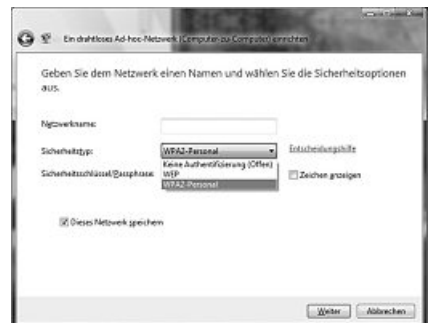 Ein drahtloses Ad-hoc-Netzwerk (Computer-zu-Computer) einrichten
Geben Sie dem Netzwerk einen Namen und wählen Sie die Sicherheitsoptionen
aus.
Netzwerkname:
Sicherheitstyp: WPA2-Personal Entscheidungshilfe
Keine Authentifizierung (Offen)
Sicherheitsschlüssel/Passphrase: WEP Zeichen anzeigen
WPA2-Personal
Dieses Netzwerk speichern
Weiter Abbrechen